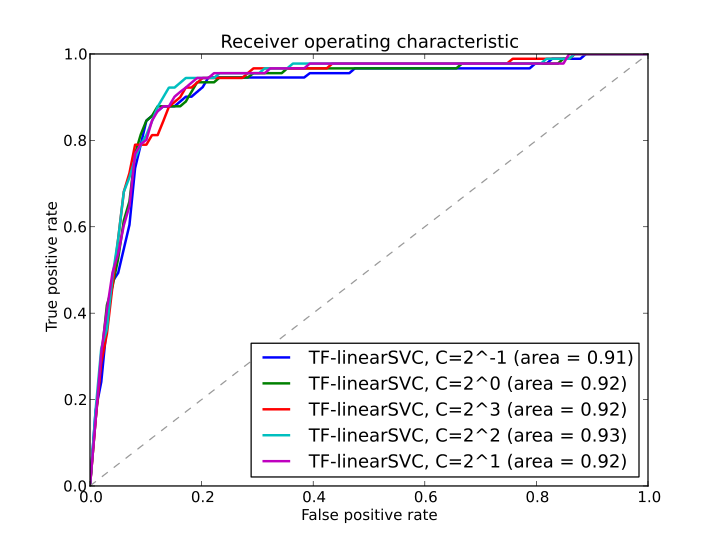 Receiver operating characteristic
1.0
0.8
0.6
0.4
0.2
0.0
True positive rate
TF-linearSVC, C=2^-1 (area = 0.91)
TF-linearSVC, C=2^0 (area = 0.92)
TF-linearSVC, C=2^3 (area = 0.92)
TF-linearSVC, C=2^2 (area = 0.93)
TF-linearSVC, C=2^1 (area = 0.92)
0.0 0.2 0.4 0.6 0.8 1.0
False positive rate